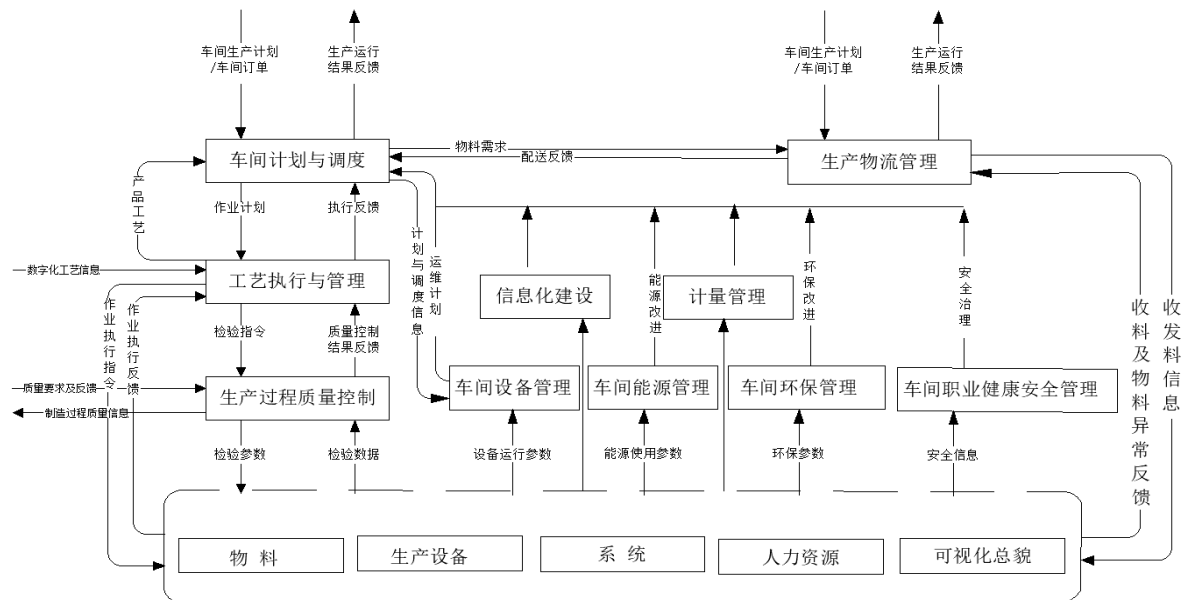 车间生产计划
/车间订单
生产运行
结果反馈
车间生产计划
/车间订单
生产运行
结果反馈
车间计划与调度
物料需求
配送反馈
生产物流管理
产品工艺
作业计划
执行反馈
计划与调度信息
运维计划
数字化工艺信息
工艺执行与管理
信息化建设
能源改进
计量管理
环保改进
安全治理
收料及物料异常反馈
收发料信息
作业执行指令
作业执行反馈
检验指令
质量控制
结果反馈
质量要求及反馈
制造过程质量信息
生产过程质量控制
车间设备管理
车间能源管理
车间环保管理
车间职业健康安全管理
检验参数
检验数据
设备运行参数
能源使用参数
环保参数
安全信息
物 料
生产设备
系 统
人力资源
可视化总貌